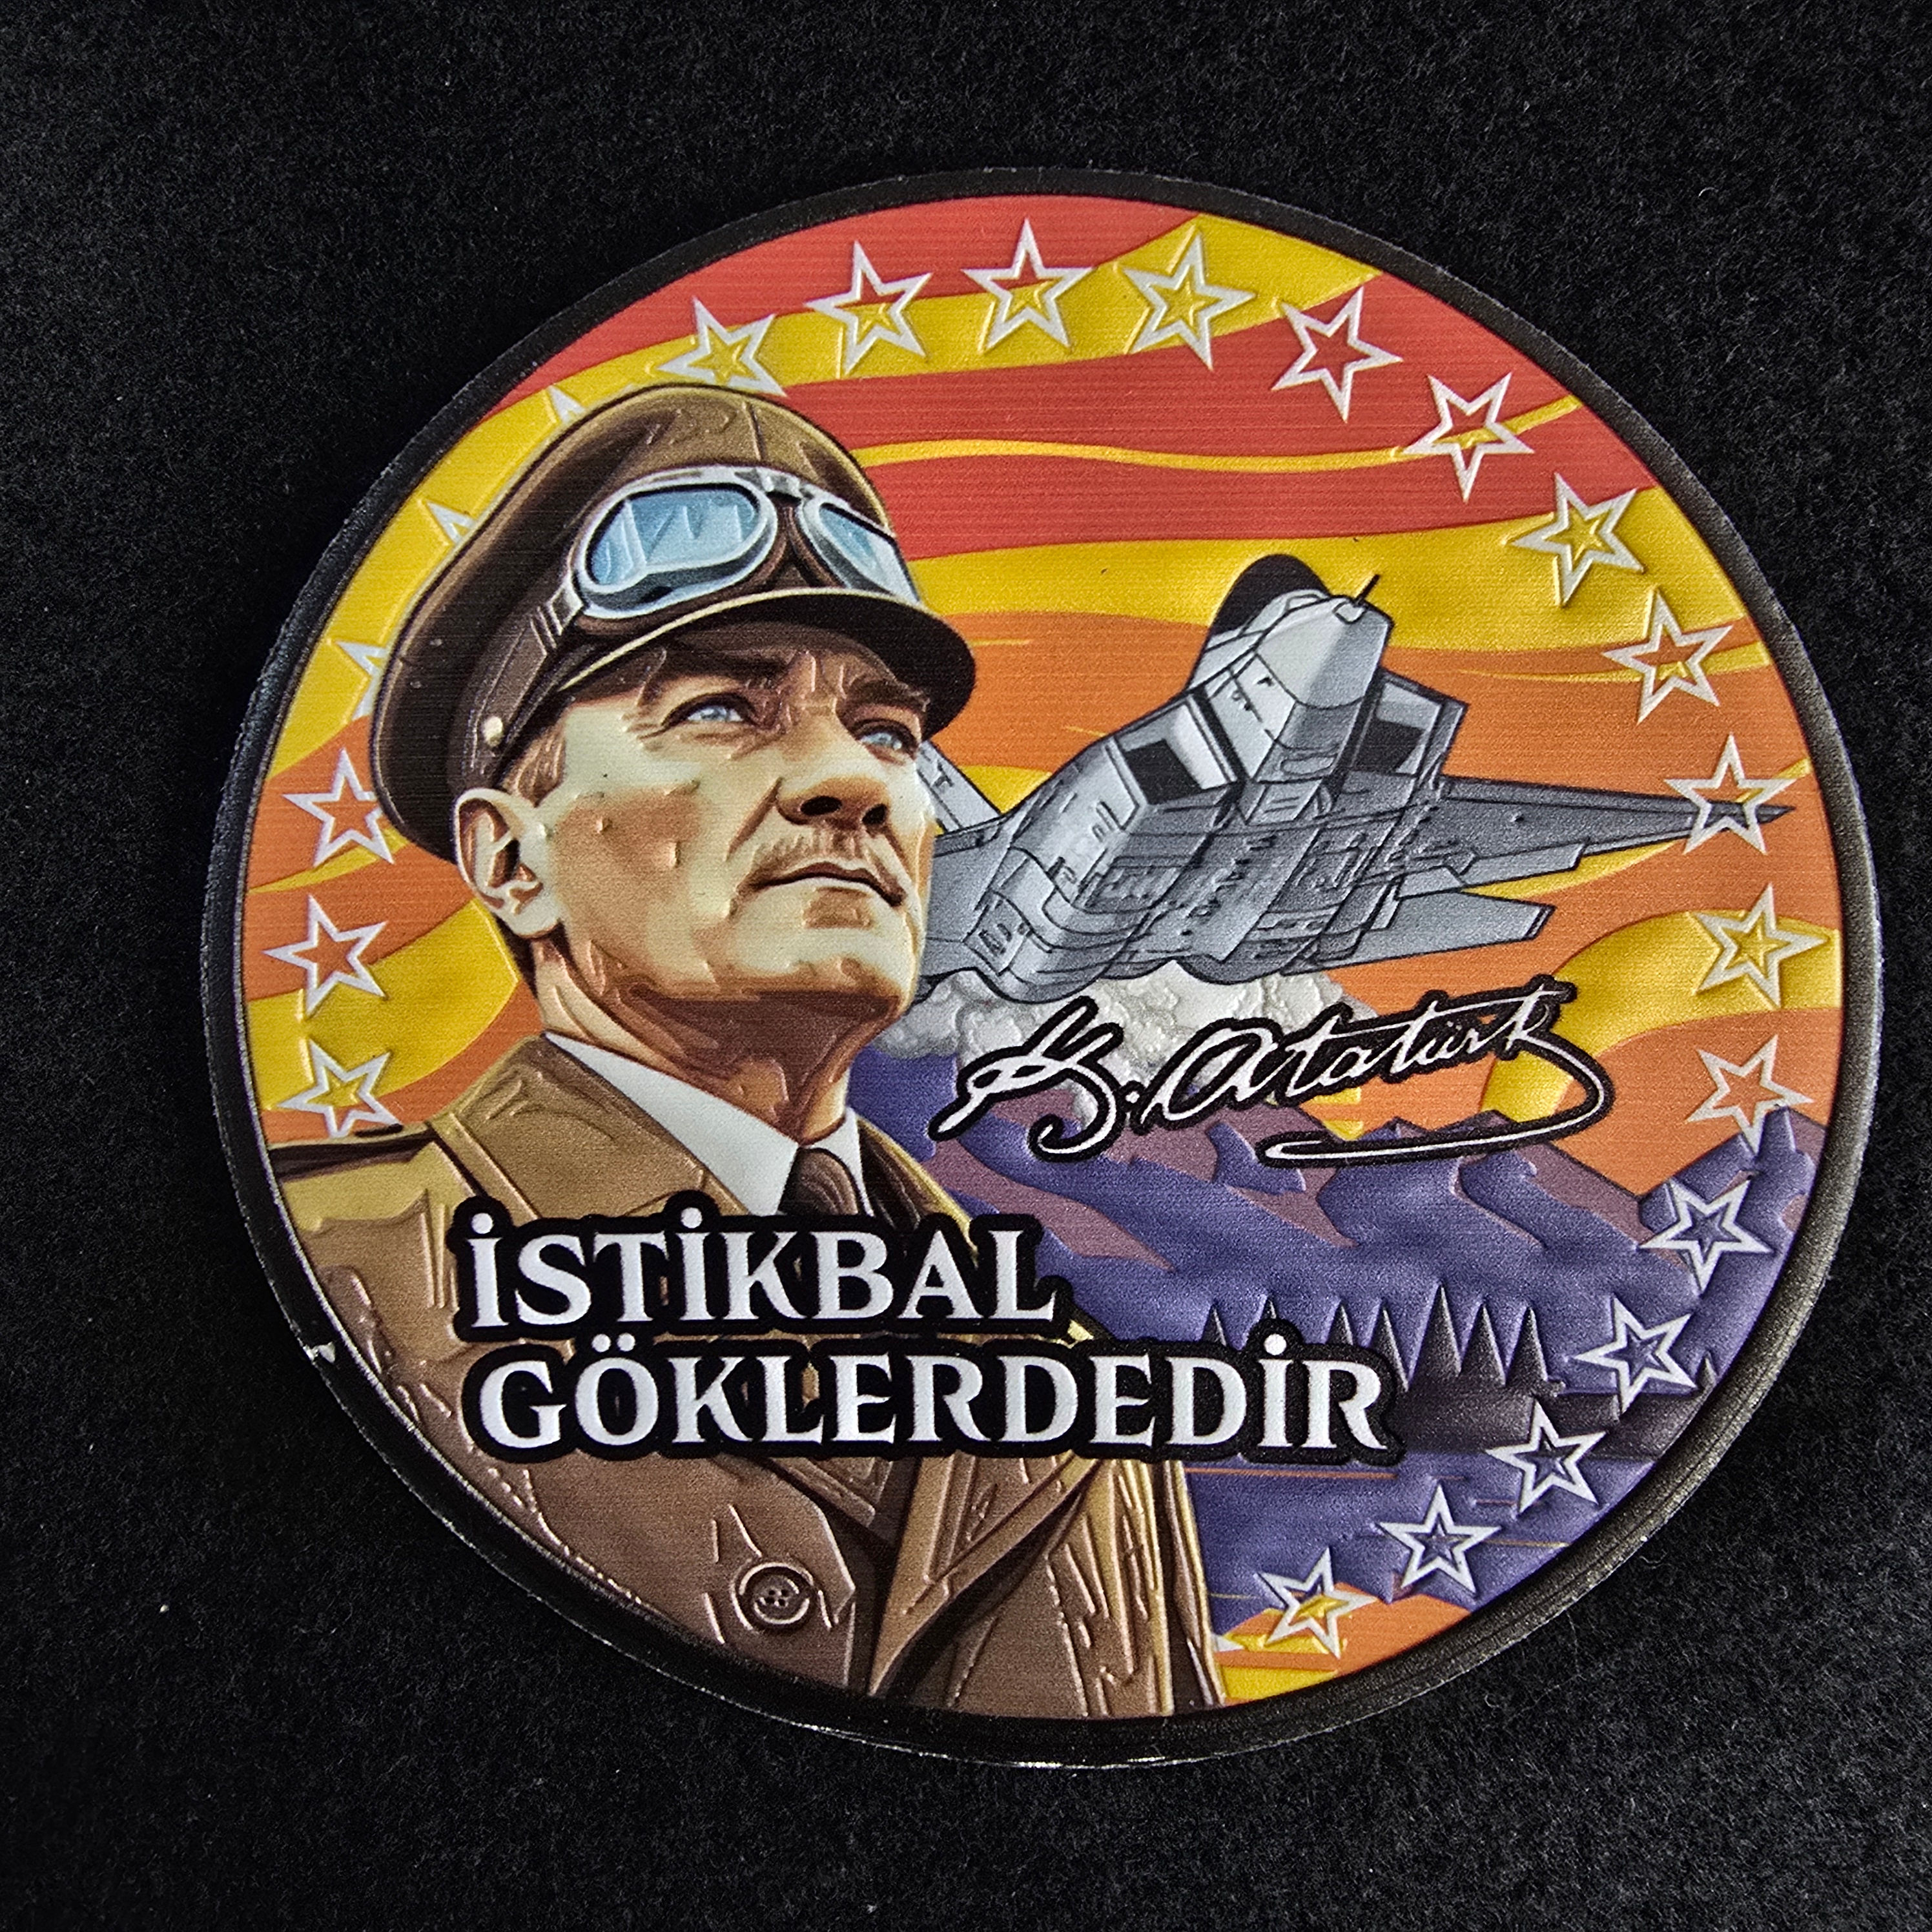 K. Atatürk
İSTİKBAL
GÖKLERDEDİR